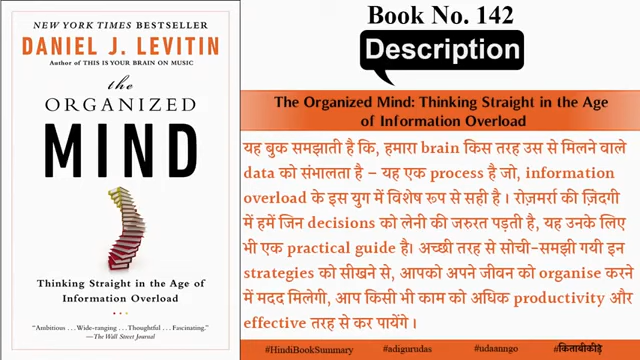 NEW YORK TIMES BESTSELLER
DANIEL J. LEVITIN
Author of THIS IS YOUR BRAIN ON MUSIC
the
ORGANIZED
MIND
Thinking Straight in the Age of
Information Overload
"Ambitious . . . Wide-ranging . . . Thoughtful . . . Fascinating."
—The Wall Street Journal
Book No. 142
Description
The Organized Mind: Thinking Straight in the Age
of Information Overload
यह बुक समझाती है कि, हमारा brain किस तरह उस से मिलने वाले
data को संभालता है – यह एक process है जो, information
overload के इस युग में विशेष रूप से सही है। रोज़मर्रा की ज़िंदगी
में हमें जिन decisions को लेनी की जरुरत पड़ती है, यह उनके लिए
भी एक practical guide है। अच्छी तरह से सोची-समझी गयी इन
strategies को सीखने से, आपको अपने जीवन को organise करने
में मदद मिलेगी, आप किसी भी काम को अधिक productivity और
effective तरह से कर पायेंगे।
#HindiBookSummary #adigurudas #udaanngo #किताबीकीड़े